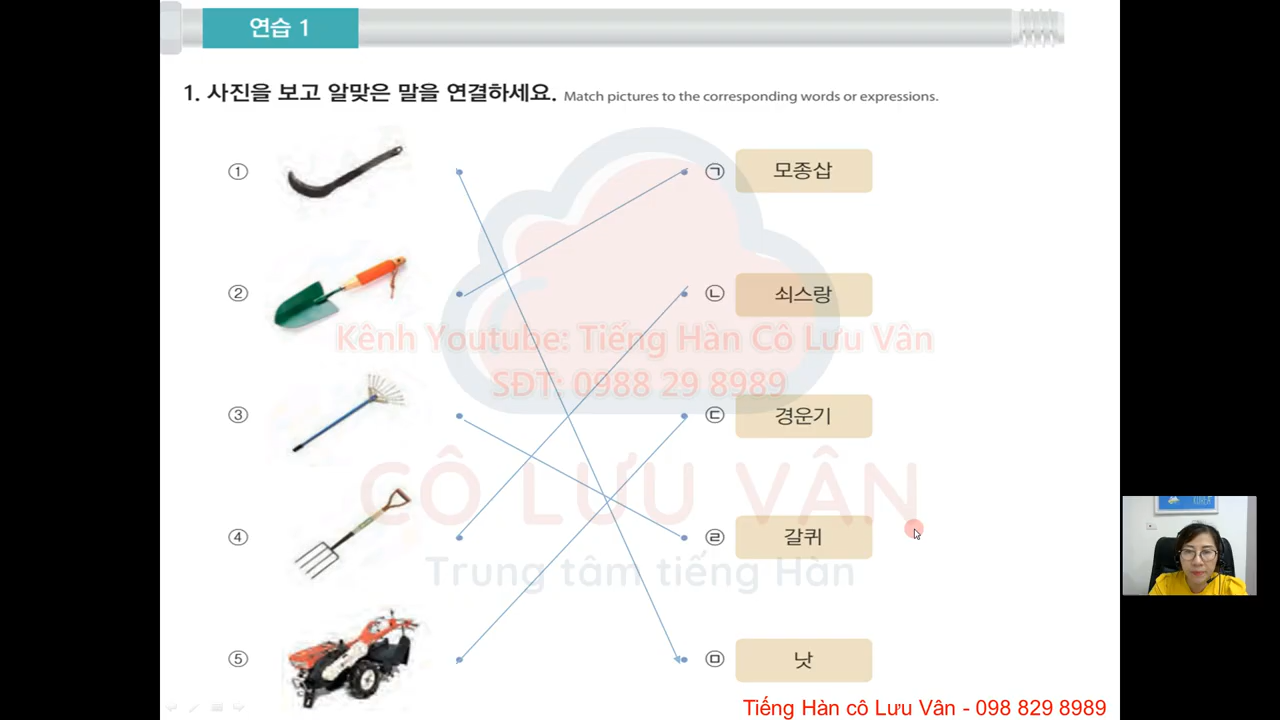 연습 1
1. 사진을 보고 알맞은 말을 연결하세요. Match pictures to the corresponding words or expressions.
① ㉠ 모종삽
② ㉡ 쇠스랑
Kênh Youtube: Tiếng Hàn Cô Lưu Vân
SĐT: 0988 29 8989
③ ㉢ 경운기
CÔ LƯU VÂN
④ ㉣ 갈퀴
Trung tâm tiếng Hàn
⑤ ㉤ 낫
Tiếng Hàn cô Lưu Vân - 098 829 8989